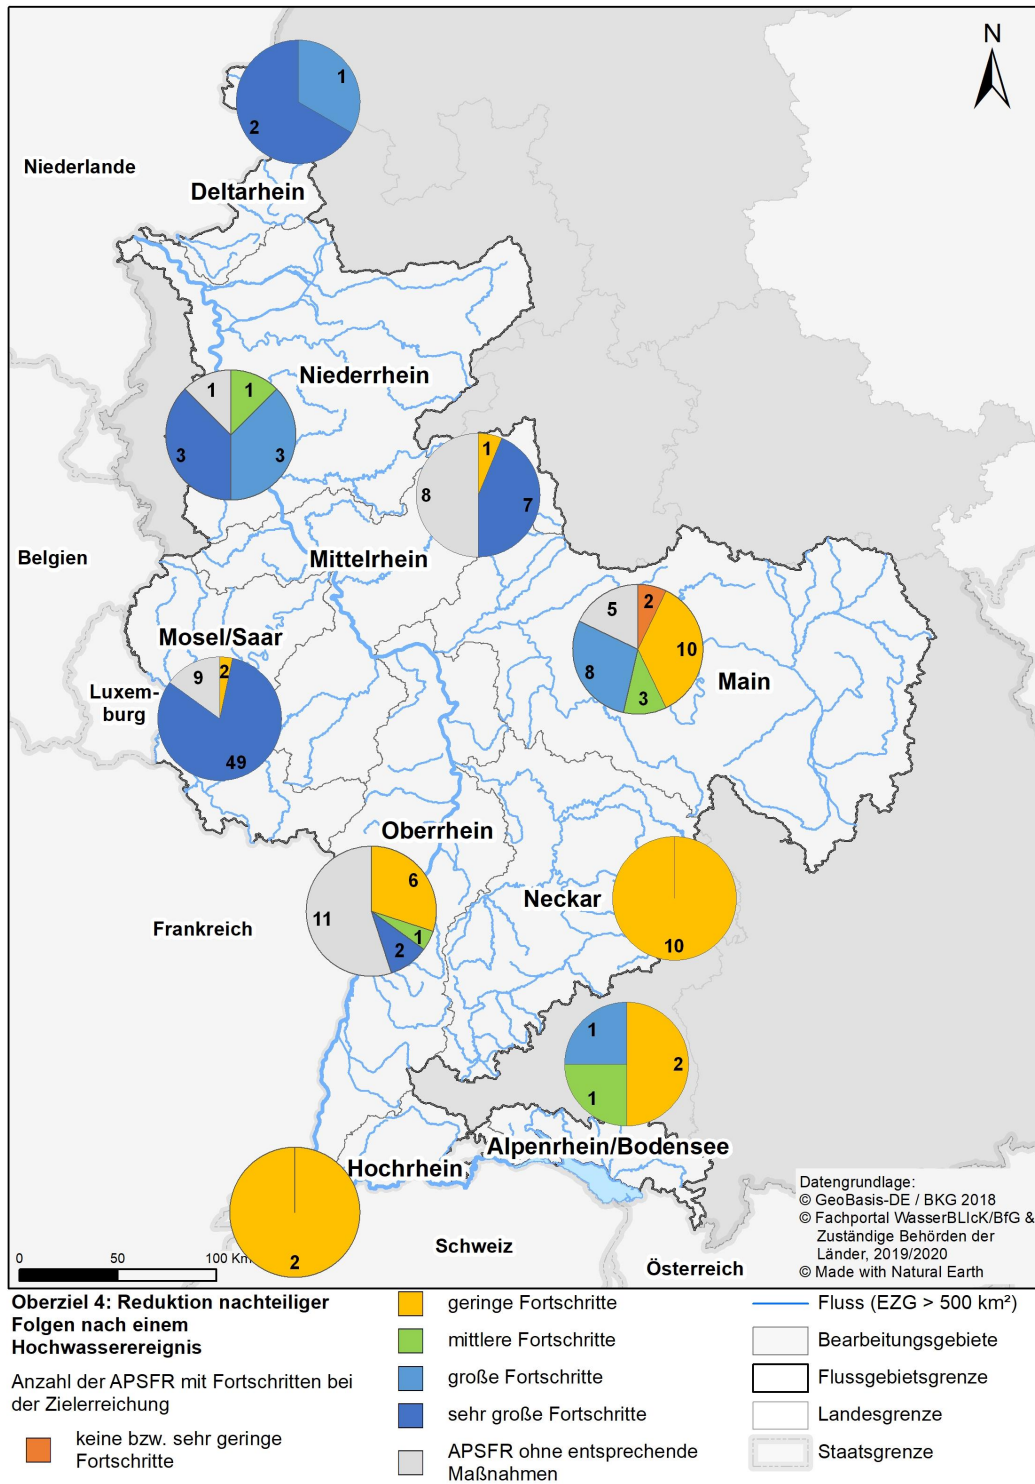 N
1
2
Niederlande
Deltarhein
Niederrhein
1
1
3
3
1
8
7
Belgien
Mittelrhein
Mosel/Saar
Luxem-
burg
9
2
49
5
2
10
8
3
Main
Oberrhein
6
11
1
2
Neckar
10
Frankreich
1
2
1
Alpenrhein/Bodensee
Hochrhein
2
Schweiz
Österreich
0
50
100 Km
Datengrundlage:
© GeoBasis-DE / BKG 2018
© Fachportal WasserBLIcK/BfG &
Zuständige Behörden der
Länder, 2019/2020
© Made with Natural Earth
Oberziel 4: Reduktion nachteiliger
Folgen nach einem
Hochwasserereignis
Anzahl der APSFR mit Fortschritten bei
der Zielerreichung
keine bzw. sehr geringe
Fortschritte
geringe Fortschritte
mittlere Fortschritte
große Fortschritte
sehr große Fortschritte
APSFR ohne entsprechende
Maßnahmen
Fluss (EZG > 500 km²)
Bearbeitungsgebiete
Flussgebietsgrenze
Landesgrenze
Staatsgrenze